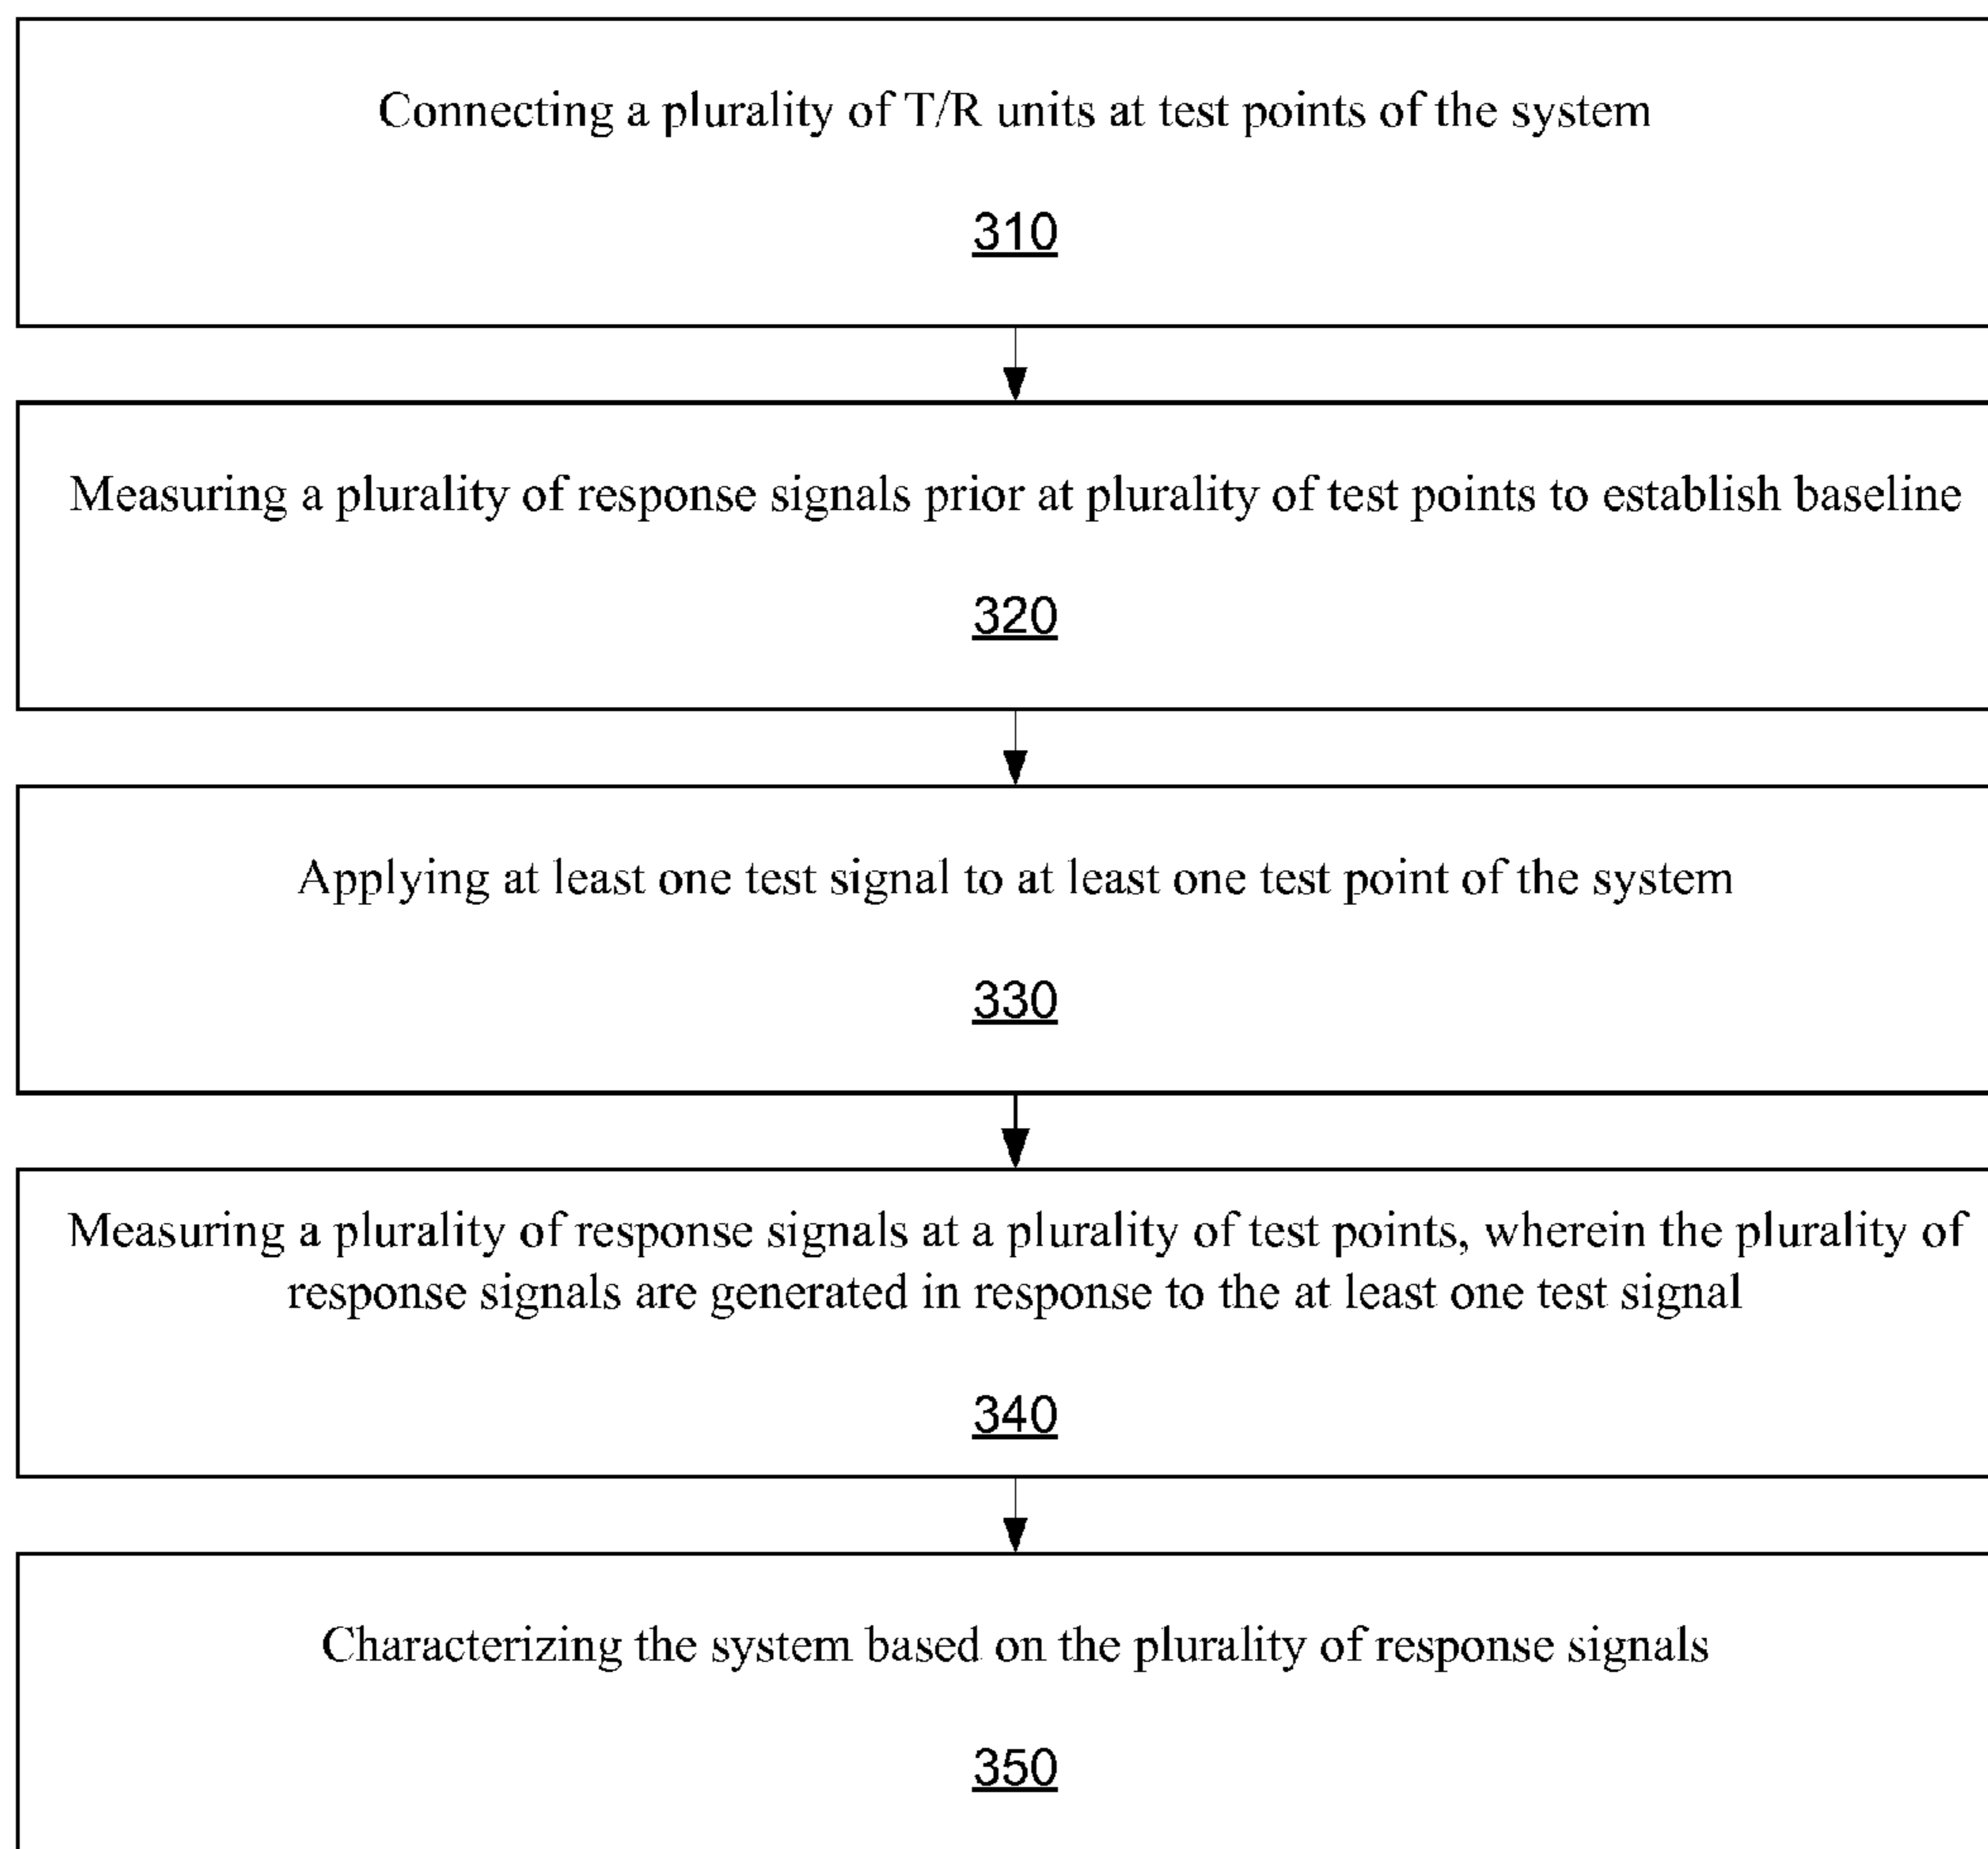 Connecting a plurality of T/R units at test points of the system
310
Measuring a plurality of response signals prior at plurality of test points to establish baseline
320
Applying at least one test signal to at least one test point of the system
330
Measuring a plurality of response signals at a plurality of test points, wherein the plurality of
response signals are generated in response to the at least one test signal
340
Characterizing the system based on the plurality of response signals
350